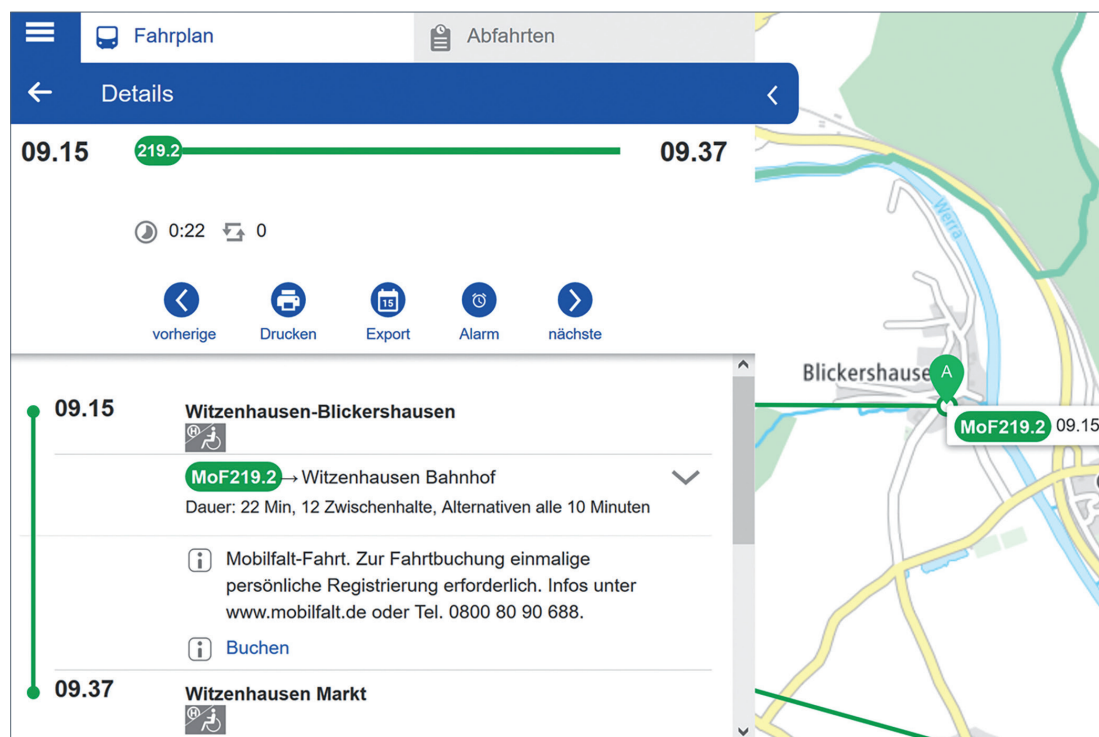 Fahrplan
Abfahrten
Details
09.15
219.2
09.37
0:22
0
vorherige
Drucken
15
Export
Alarm
nächste
09.15
Witzenhausen-Blickershausen
H
MoF219.2 → Witzenhausen Bahnhof
Dauer: 22 Min, 12 Zwischenhalte, Alternativen alle 10 Minuten
Mobilfalt-Fahrt. Zur Fahrtbuchung einmalige
persönliche Registrierung erforderlich. Infos unter
www.mobilfalt.de oder Tel. 0800 80 90 688.
Buchen
09.37
Witzenhausen Markt
H
Werra
Blickershause
A
MoF219.2 09.15